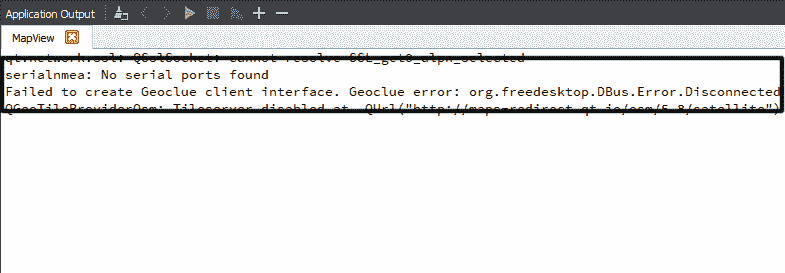 Application Output
MapView
qt.network.ssl: QSslSocket: cannot resolve SSL_get0_alpn_selected
serialnmea: No serial ports found
Failed to create Geoclue client interface. Geoclue error: org.freedesktop.DBus.Error.Disconnected
QGeoTileProviderOsm: Tileserver disabled at QUrl("http://maps-redirect.qt.io/osm/5.8/satellite")